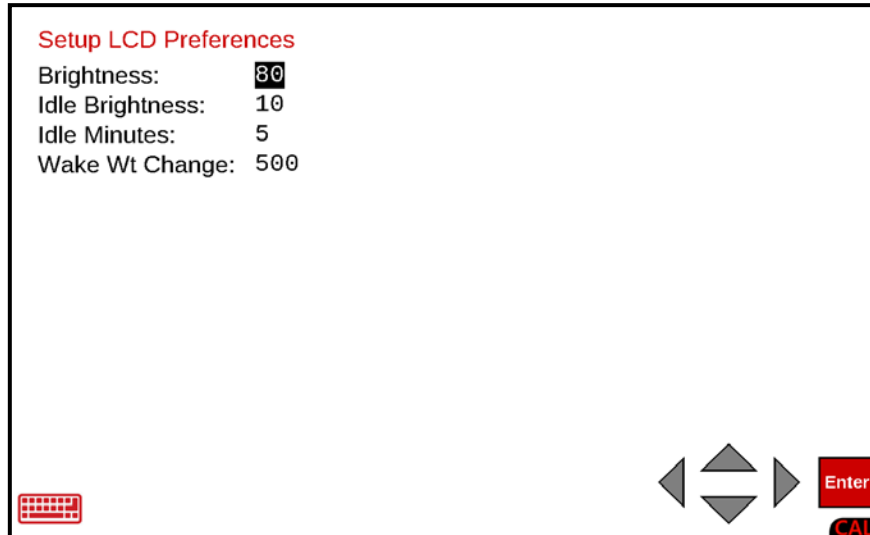 Setup LCD Preferences
Brightness: 80
Idle Brightness: 10
Idle Minutes: 5
Wake Wt Change: 500
Enter